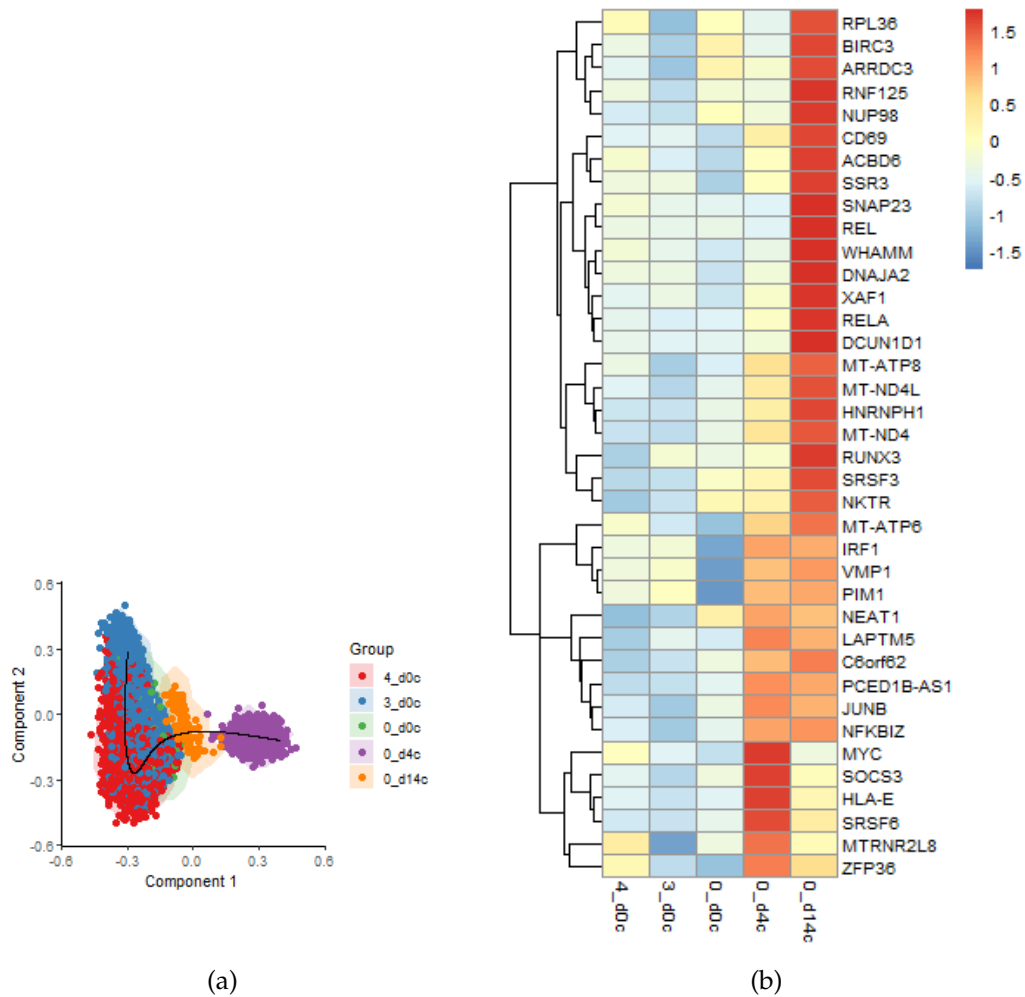 0.6
0.3
0.0
-0.3
-0.6
-0.6
-0.3
0.0
0.3
0.6
Component 2
Component 1
Group
4_d0c
3_d0c
0_d0c
0_d4c
0_d14c
(a)
RPL36
BIRC3
ARRDC3
RNF125
NUP98
CD69
ACBD6
SSR3
SNAP23
REL
WHAMM
DNAJA2
XAF1
RELA
DCUN1D1
MT-ATP8
MT-ND4L
HNRNPH1
MT-ND4
RUNX3
SRSF3
NKTR
MT-ATP6
IRF1
VMP1
PIM1
NEAT1
LAPTM5
C6orf62
PCED1B-AS1
JUNB
NFKBIZ
MYC
SOCS3
HLA-E
SRSF6
MTRNR2L8
ZFP36
4_d0c
3_d0c
0_d0c
0_d4c
0_d14c
1.5
1
0.5
0
-0.5
-1
-1.5
(b)